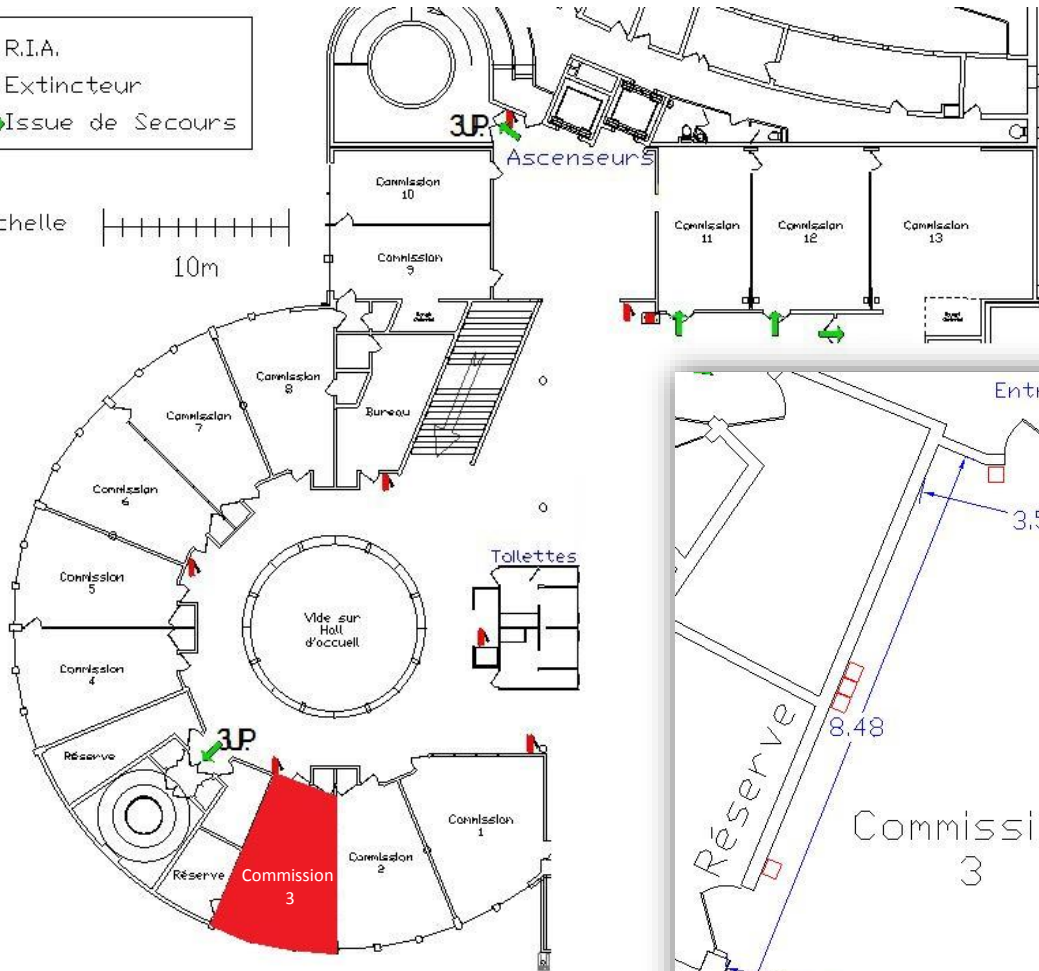 R.I.A.
Extincteur
Issue de Secours
chelle
10m
3UP.
Ascenseurs
Commission
10
Commission
9
Commission
11
Commission
12
Commission
13
Commission
8
Bureau
Commission
7
Commission
6
Commission
5
Commission
4
Vide sur
Hall
d'accueil
Toilettes
Réserve
3UP.
Réserve
Commission
3
Commission
2
Commission
1
Entr
3.5
8.48
Réserve
Commissi
3